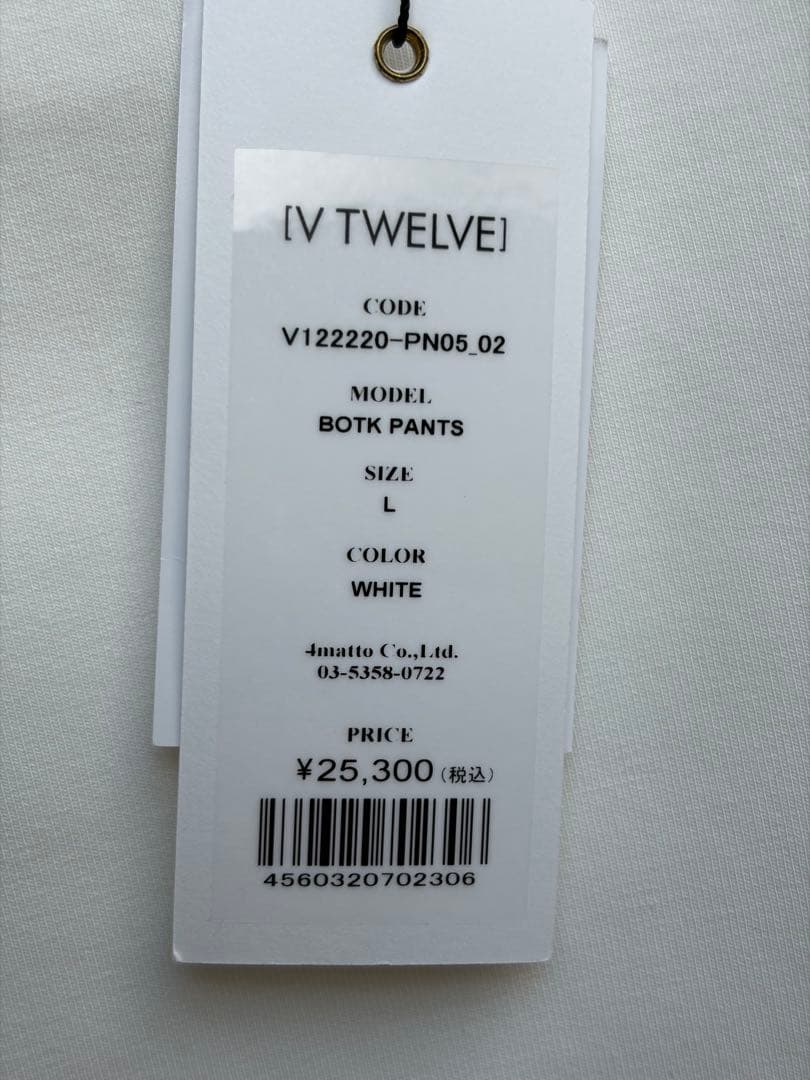 [V TWELVE]
CODE
V122220-PN05_02
MODEL
BOTK PANTS
SIZE
L
COLOR
WHITE
4matto Co.,Ltd.
03-5358-0722
PRICE
¥25,300(税込)
4560320702306